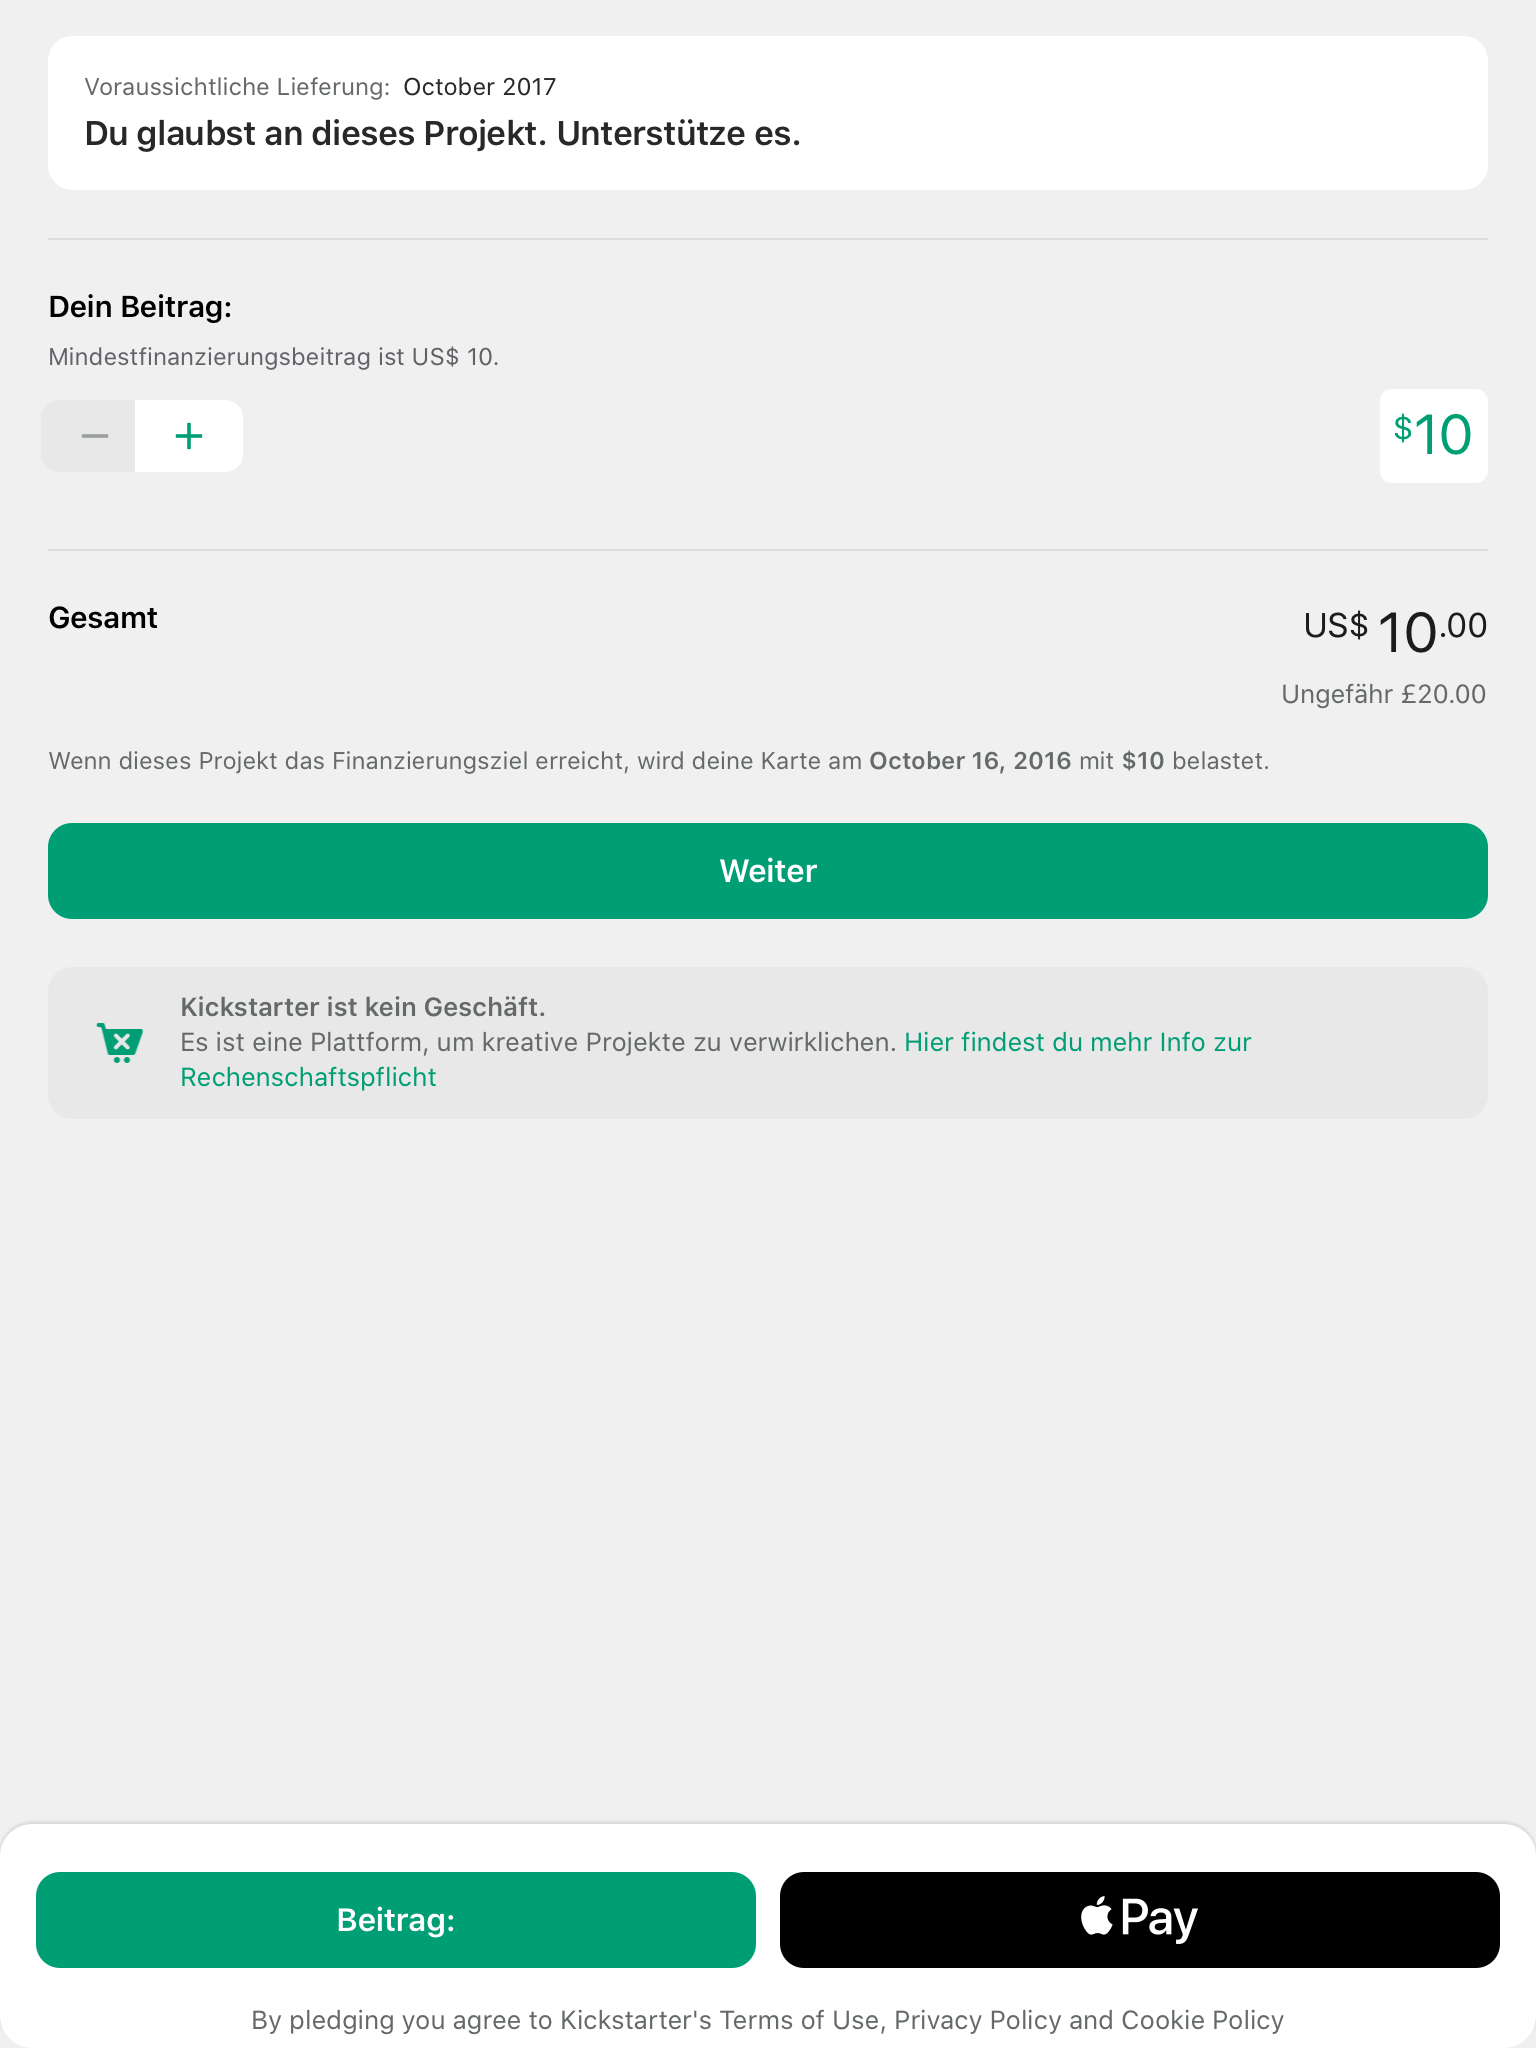 Voraussichtliche Lieferung: October 2017
Du glaubst an dieses Projekt. Unterstütze es.
Dein Beitrag:
Mindestfinanzierungsbeitrag ist US$ 10.
$10
Gesamt
US$ 10.00
Ungefähr £20.00
Wenn dieses Projekt das Finanzierungsziel erreicht, wird deine Karte am October 16, 2016 mit $10 belastet.
Weiter
Kickstarter ist kein Geschäft.
Es ist eine Plattform, um kreative Projekte zu verwirklichen. Hier findest du mehr Info zur
Rechenschaftspflicht
Beitrag:
Pay
By pledging you agree to Kickstarter's Terms of Use, Privacy Policy and Cookie Policy